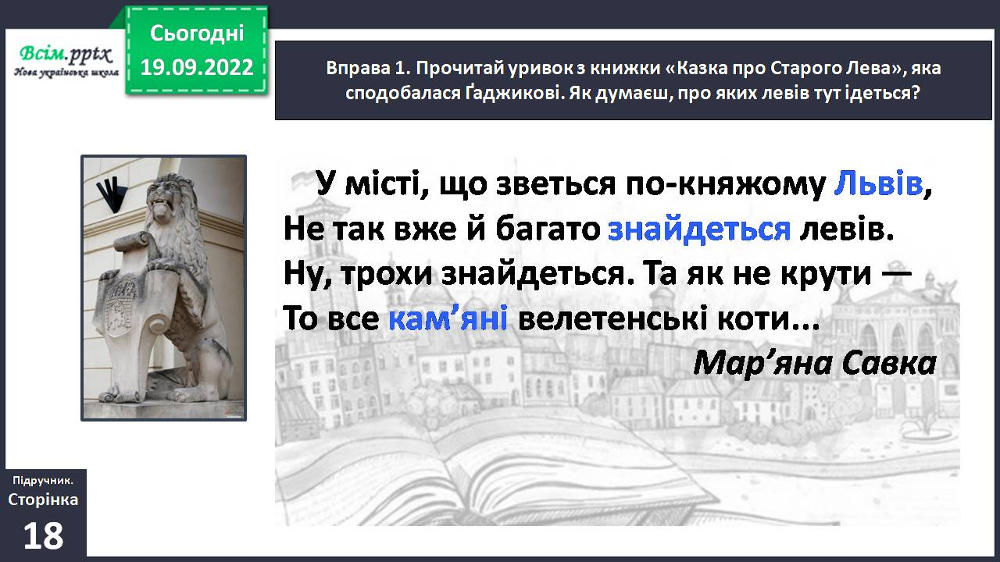 Сьогодні
19.09.2022
Всім.pptx
Нова українська школа
Вправа 1. Прочитай уривок з книжки «Казка про Старого Лева», яка
сподобалася Ґаджикові. Як думаєш, про яких левів тут ідеться?
У місті, що зветься по-княжому Львів,
Не так вже й багато знайдеться левів.
Ну, трохи знайдеться. Та як не крути —
То все кам’яні велетенські коти...
Мар’яна Савка
Підручник.
Сторінка
18